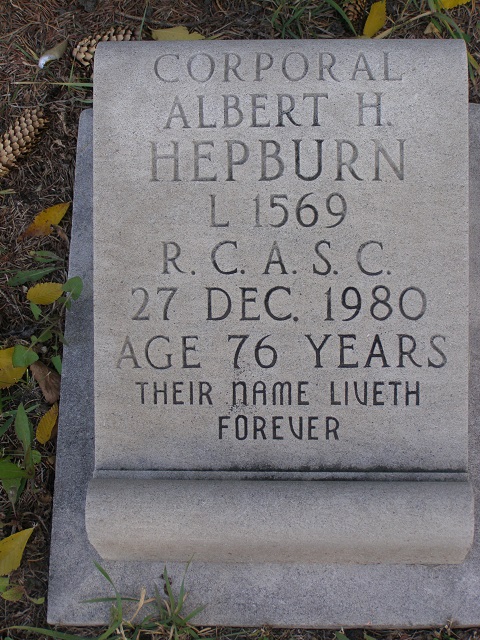 CORPORAL
ALBERT H.
HEPBURN
L 1569
R. C. A. S. C.
27 DEC. 1980
AGE 76 YEARS
THEIR NAME LIVETH
FOREVER